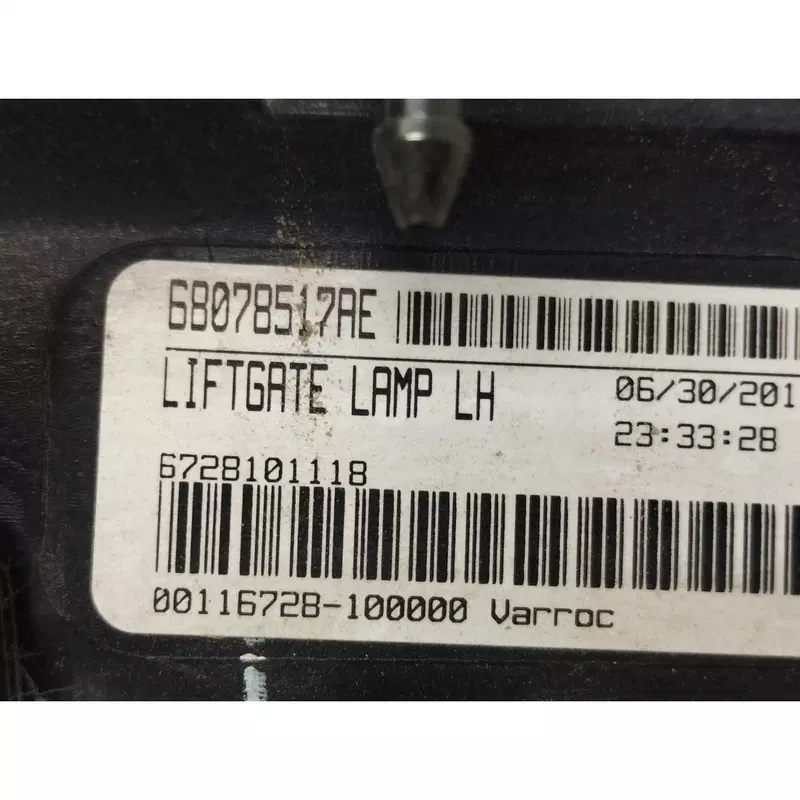 68078517AE
LIFTGATE LAMP LH
06/30/201
23:33:28
6728101118
00116728-100000 Varroc